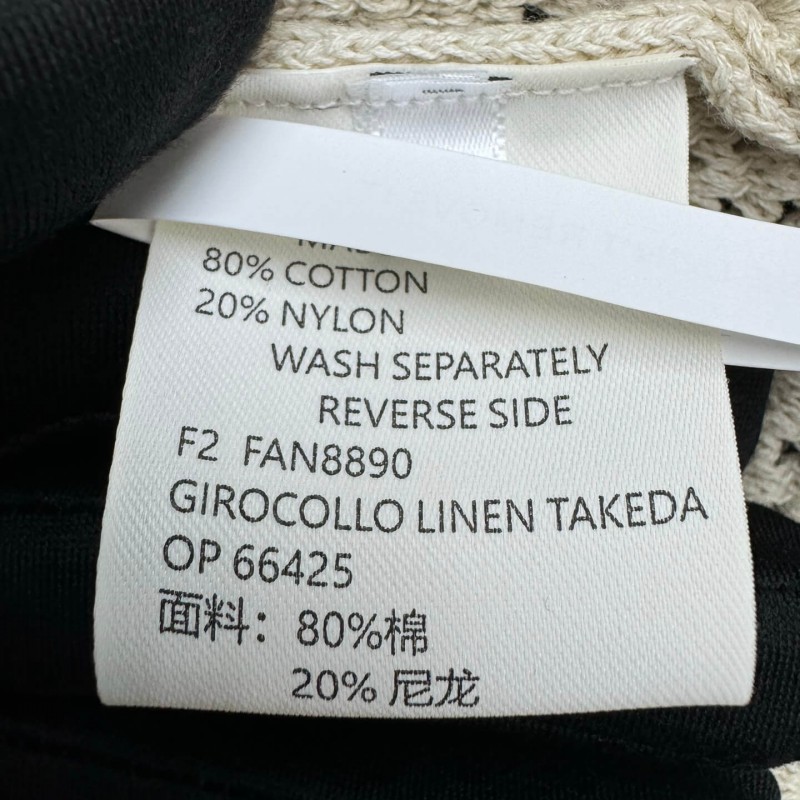 80% COTTON
20% NYLON
WASH SEPARATELY
REVERSE SIDE
F2 FAN8890
GIROCOLLO LINEN TAKEDA
OP 66425
面料：80%棉
20% 尼龙